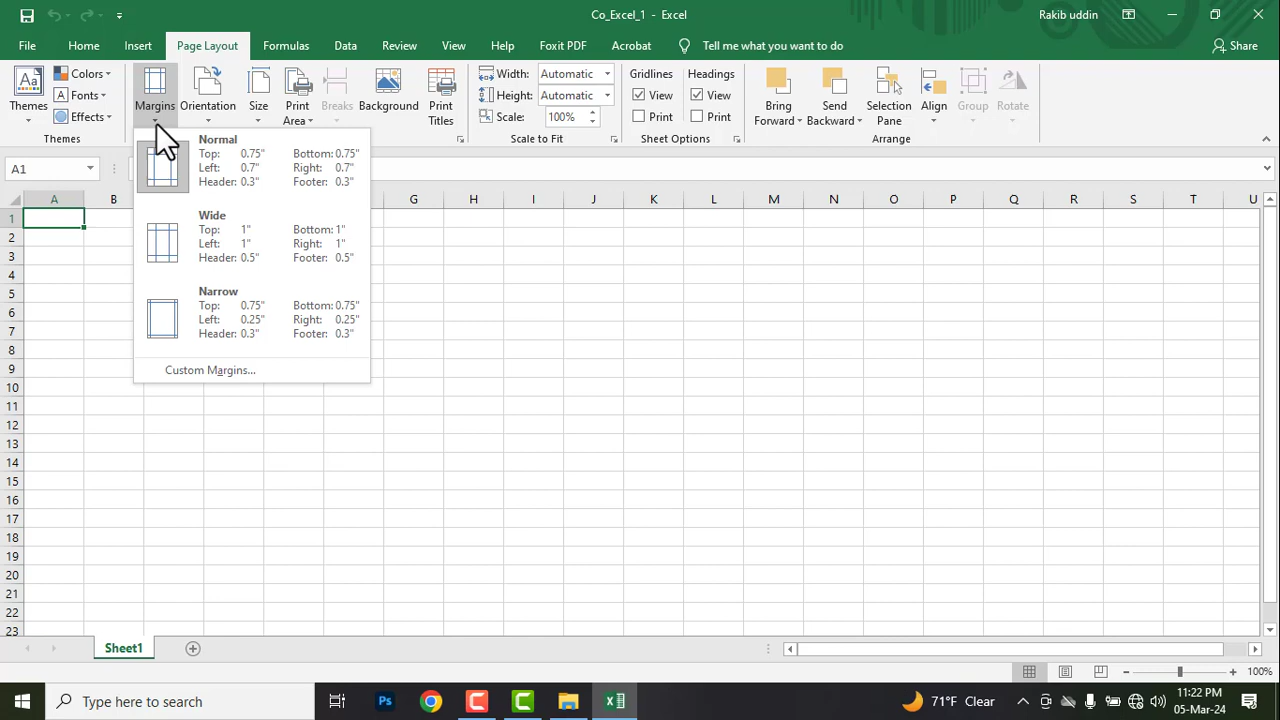 Co_Excel_1 - Excel
Rakib uddin
File Home Insert Page Layout Formulas Data Review View Help Foxit PDF Acrobat Tell me what you want to do Share
Themes
Colors
Fonts
Effects
Themes
Margins
Orientation
Size
Print
Area
Breaks
Background
Print
Titles
Width: Automatic
Height: Automatic
Scale: 100%
Scale to Fit
Gridlines
View
Print
Headings
View
Print
Sheet Options
Bring
Forward
Send
Backward
Selection
Pane
Align
Group
Rotate
Arrange
A1
Normal
Top: 0.75" Bottom: 0.75"
Left: 0.7" Right: 0.7"
Header: 0.3" Footer: 0.3"
Wide
Top: 1" Bottom: 1"
Left: 1" Right: 1"
Header: 0.5" Footer: 0.5"
Narrow
Top: 0.75" Bottom: 0.75"
Left: 0.25" Right: 0.25"
Header: 0.3" Footer: 0.3"
Custom Margins...
A B G H I J K L M N O P Q R S T U
1
2
3
4
5
6
7
8
9
10
11
12
13
14
15
16
17
18
19
20
21
22
23
Sheet1
100%
Type here to search
Ps
71°F Clear
11:22 PM
05-Mar-24